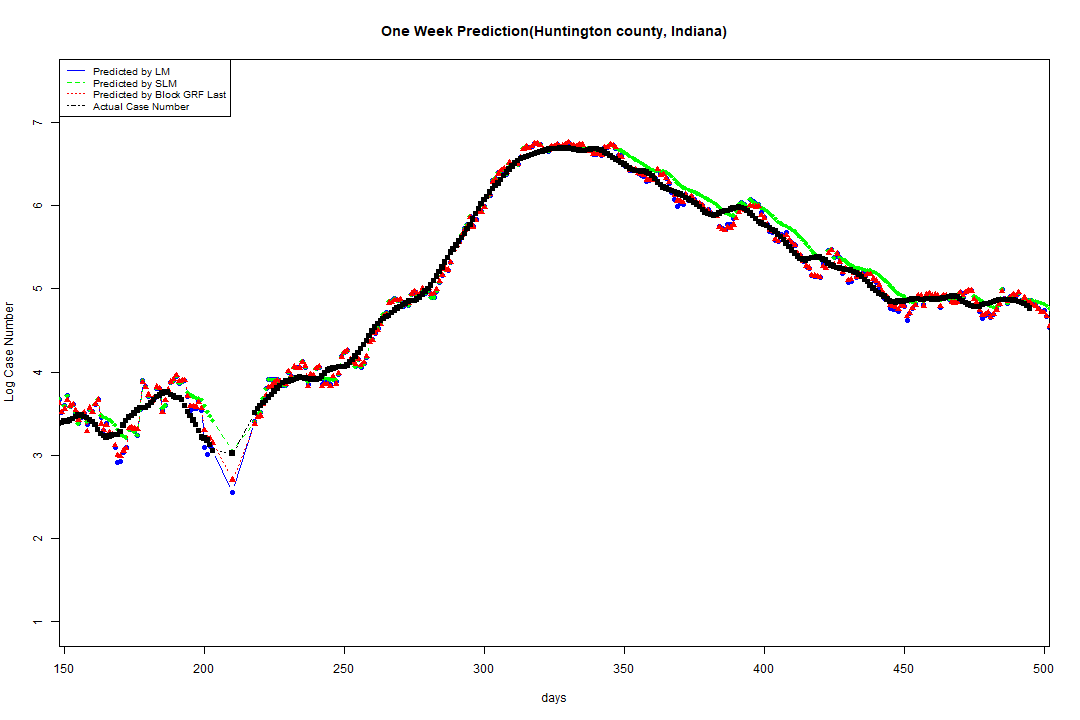 One Week Prediction(Huntington county, Indiana)
Predicted by LM
Predicted by SLM
Predicted by Block GRF Last
Actual Case Number
7
6
5
4
3
2
1
Log Case Number
150 200 250 300 350 400 450 500
days